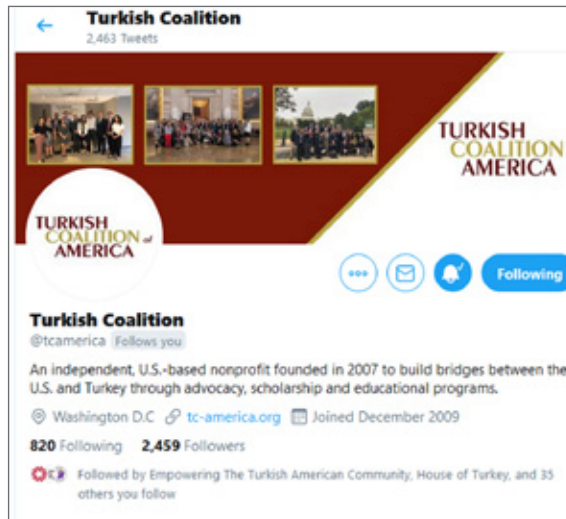 Turkish Coalition
2,463 Tweets
TURKISH
COALITION
AMERICA
TURKISH
COALITION of
AMERICA
Following
Turkish Coalition
@tcamerica Follows you
An independent, U.S.-based nonprofit founded in 2007 to build bridges between the
U.S. and Turkey through advocacy, scholarship and educational programs.
Washington D.C tc-america.org Joined December 2009
820 Following 2,459 Followers
Followed by Empowering The Turkish American Community, House of Turkey, and 35
others you follow